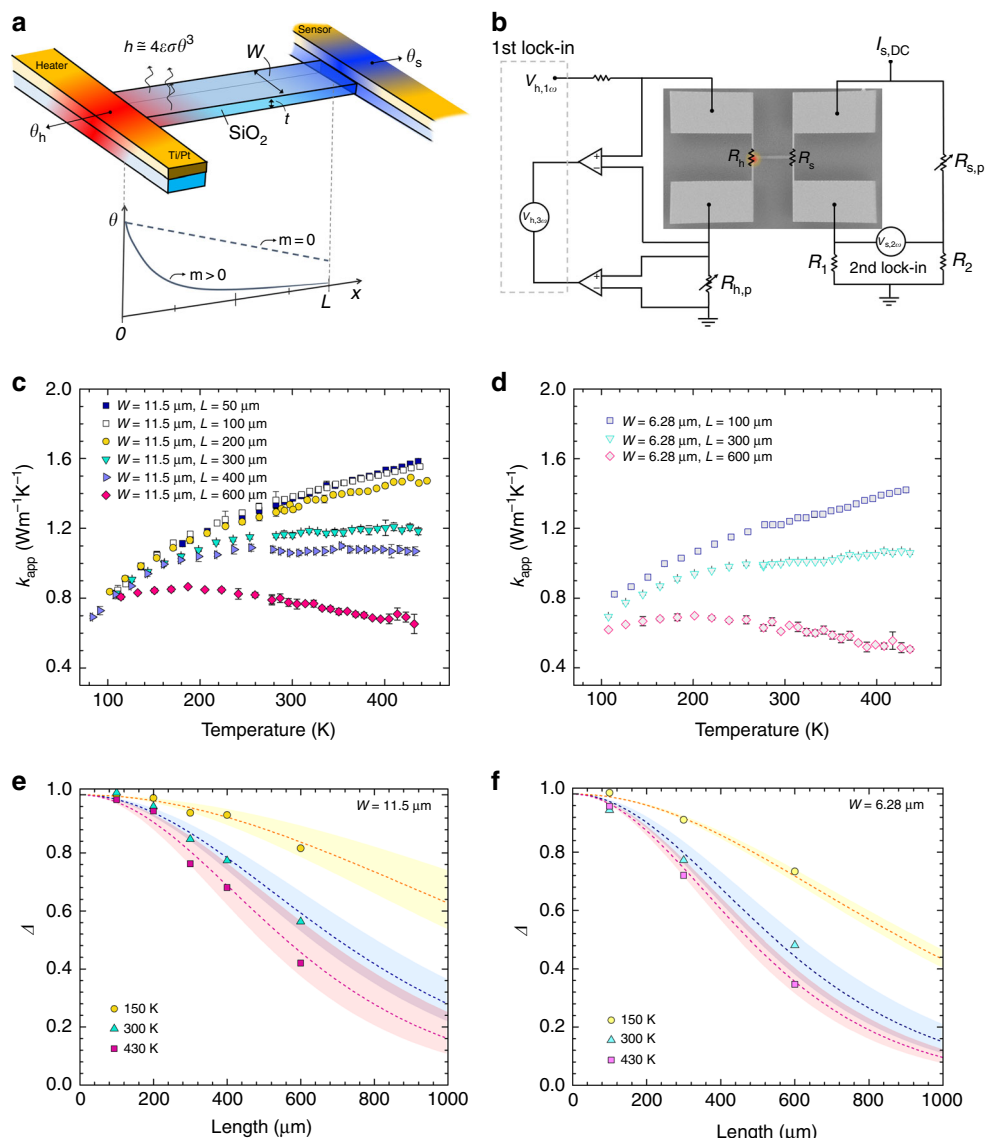 a
h ≅ 4εσθ³
Sensor
Heater
W
θs
θh
t
SiO₂
Ti/Pt
θ
m = 0
m > 0
L
x
0
b
1st lock-in
Is,DC
Vh,1ω
Rh
Rs
Rs,p
Vh,3ω
Vs,2ω
R1
2nd lock-in
R2
Rh,p
c
kapp (Wm⁻¹K⁻¹)
2.0
1.6
1.2
0.8
0.4
W = 11.5 μm, L = 50 μm
W = 11.5 μm, L = 100 μm
W = 11.5 μm, L = 200 μm
W = 11.5 μm, L = 300 μm
W = 11.5 μm, L = 400 μm
W = 11.5 μm, L = 600 μm
100 200 300 400
Temperature (K)
d
kapp (Wm⁻¹K⁻¹)
2.0
1.6
1.2
0.8
0.4
W = 6.28 μm, L = 100 μm
W = 6.28 μm, L = 300 μm
W = 6.28 μm, L = 600 μm
100 200 300 400
Temperature (K)
e
Δ
1.0
0.8
0.6
0.4
0.2
0.0
W = 11.5 μm
150 K
300 K
430 K
0 200 400 600 800 1000
Length (μm)
f
Δ
1.0
0.8
0.6
0.4
0.2
0.0
W = 6.28 μm
150 K
300 K
430 K
0 200 400 600 800 1000
Length (μm)